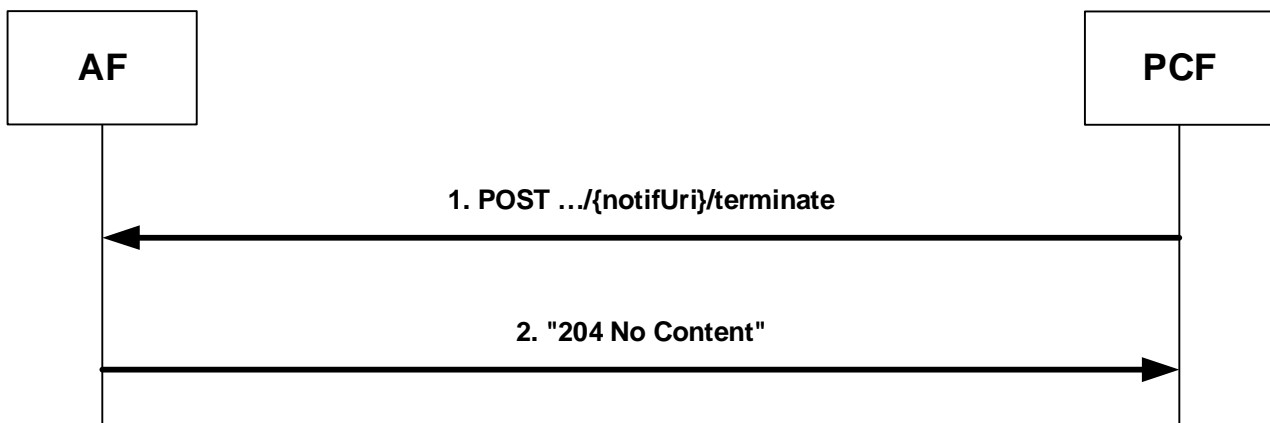 AF
PCF
1. POST …/{notifUri}/terminate
2. "204 No Content"